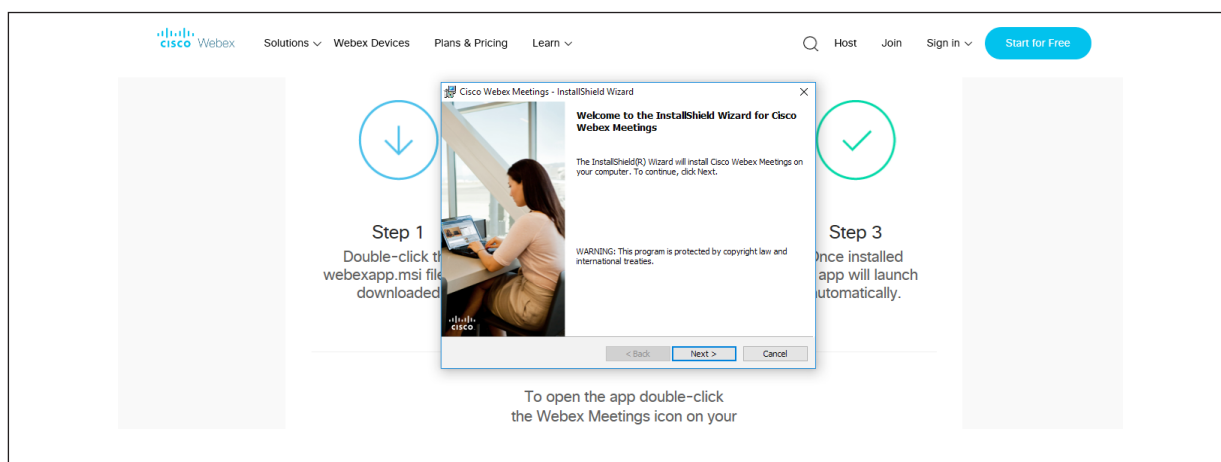 CISCO Webex Solutions Webex Devices Plans & Pricing Learn Host Join Sign in Start for Free
Cisco Webex Meetings - InstallShield Wizard
Welcome to the InstallShield Wizard for Cisco
Webex Meetings
The InstallShield(R) Wizard will install Cisco Webex Meetings on
your computer. To continue, click Next.
WARNING: This program is protected by copyright law and
international treaties.
CISCO
< Back Next > Cancel
Step 1
Double-click
webexapp.msi file
downloaded
Step 3
installed
app will launch
automatically.
To open the app double-click
the Webex Meetings icon on your